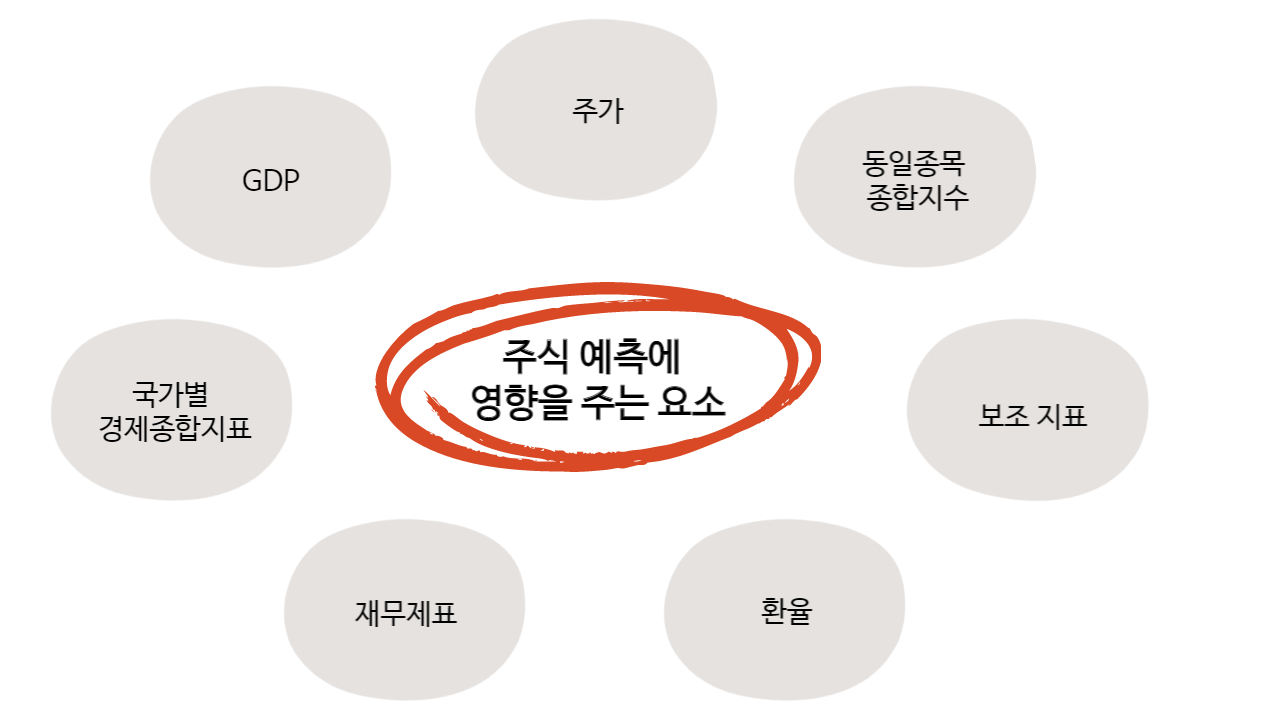 주가
GDP
동일종목
종합지수
주식 예측에
영향을 주는 요소
국가별
경제종합지표
보조 지표
재무제표
환율